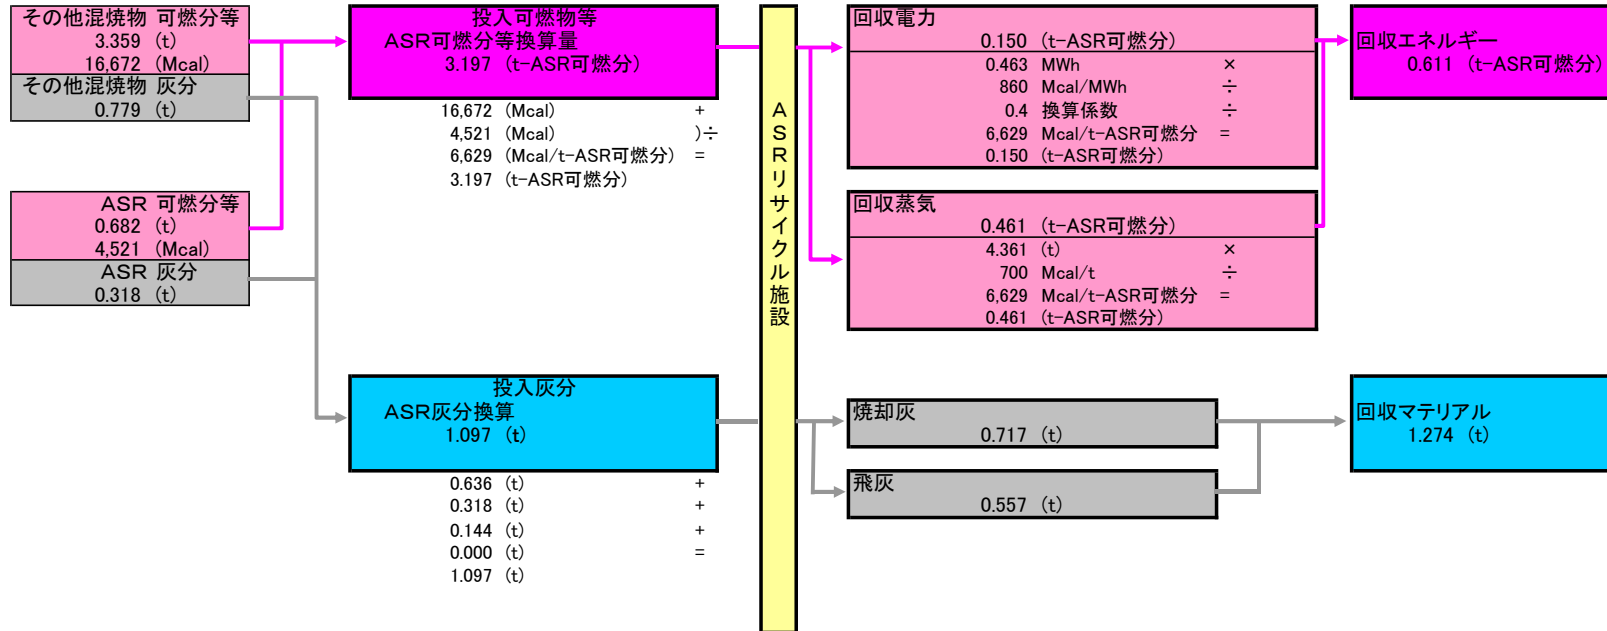 その他混焼物 可燃分等
3.359 (t)
16,672 (Mcal)
その他混焼物 灰分
0.779 (t)
ASR 可燃分等
0.682 (t)
4,521 (Mcal)
ASR 灰分
0.318 (t)
投入可燃物等
ASR可燃分等換算量
3.197 (t-ASR可燃分)
16,672 (Mcal) +
4,521 (Mcal) )÷
6,629 (Mcal/t-ASR可燃分) =
3.197 (t-ASR可燃分)
投入灰分
ASR灰分換算
1.097 (t)
0.636 (t) +
0.318 (t) +
0.144 (t) +
0.000 (t) =
1.097 (t)
ASRリサイクル施設
回収電力
0.150 (t-ASR可燃分)
0.463 MWh ×
860 Mcal/MWh ÷
0.4 換算係数 ÷
6,629 Mcal/t-ASR可燃分 =
0.150 (t-ASR可燃分)
回収蒸気
0.461 (t-ASR可燃分)
4.361 (t) ×
700 Mcal/t ÷
6,629 Mcal/t-ASR可燃分 =
0.461 (t-ASR可燃分)
焼却灰
0.717 (t)
飛灰
0.557 (t)
回収エネルギー
0.611 (t-ASR可燃分)
回収マテリアル
1.274 (t)